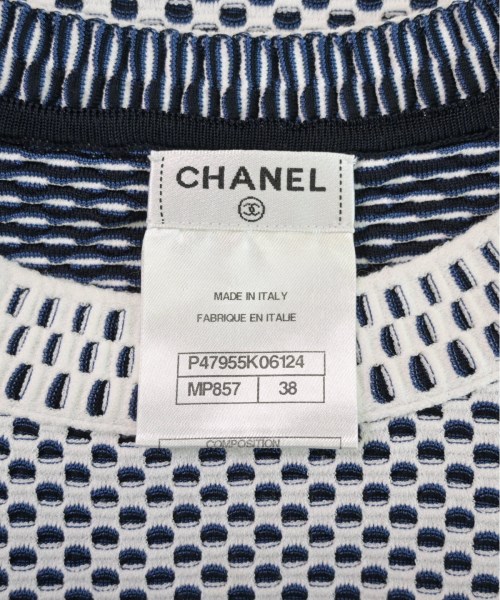 CHANEL
MADE IN ITALY
FABRIQUE EN ITALIE
P47955K06124
MP857 38
COMPOSITION